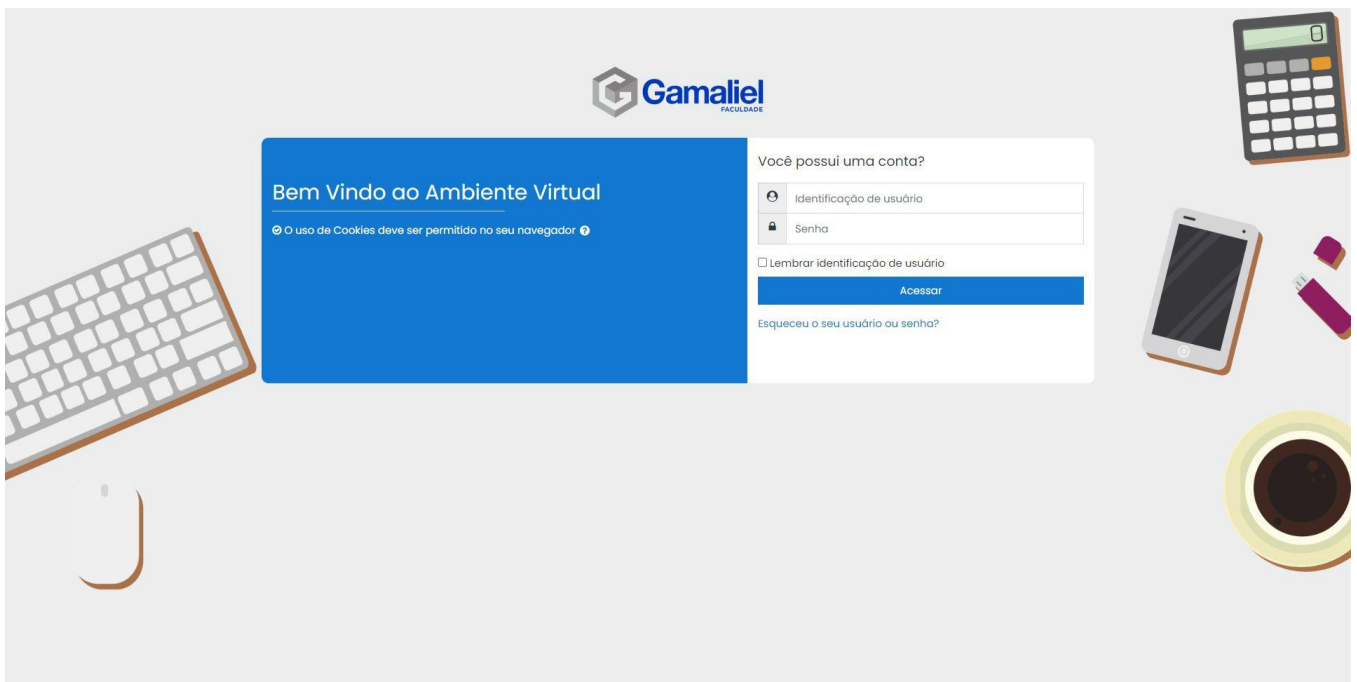 0
Gamaliel
FACULDADE
Bem Vindo ao Ambiente Virtual
O uso de Cookies deve ser permitido no seu navegador
Você possui uma conta?
Identificação de usuário
Senha
Lembrar identificação de usuário
Acessar
Esqueceu o seu usuário ou senha?